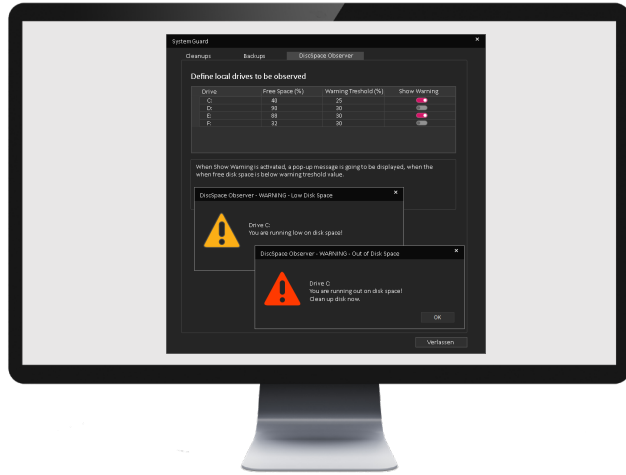 SystemGuard ×
Cleanups Backups DiscSpace Observer
Define local drives to be observed
Drive Free Space (%) Warning Treshold (%) Show Warning
C: 40 25
D: 90 30
E: 88 30
F: 32 30
When Show Warning is activated, a pop-up message is going to be displayed, when the
when free disk space is below warning treshold value.
DiscSpace Observer - WARNING - Low Disk Space ×
Drive C:
You are running low on disk space!
DiscSpace Observer - WARNING - Out of Disk Space ×
Drive C:
You are running out on disk space!
Clean up disk now.
OK
Verlassen